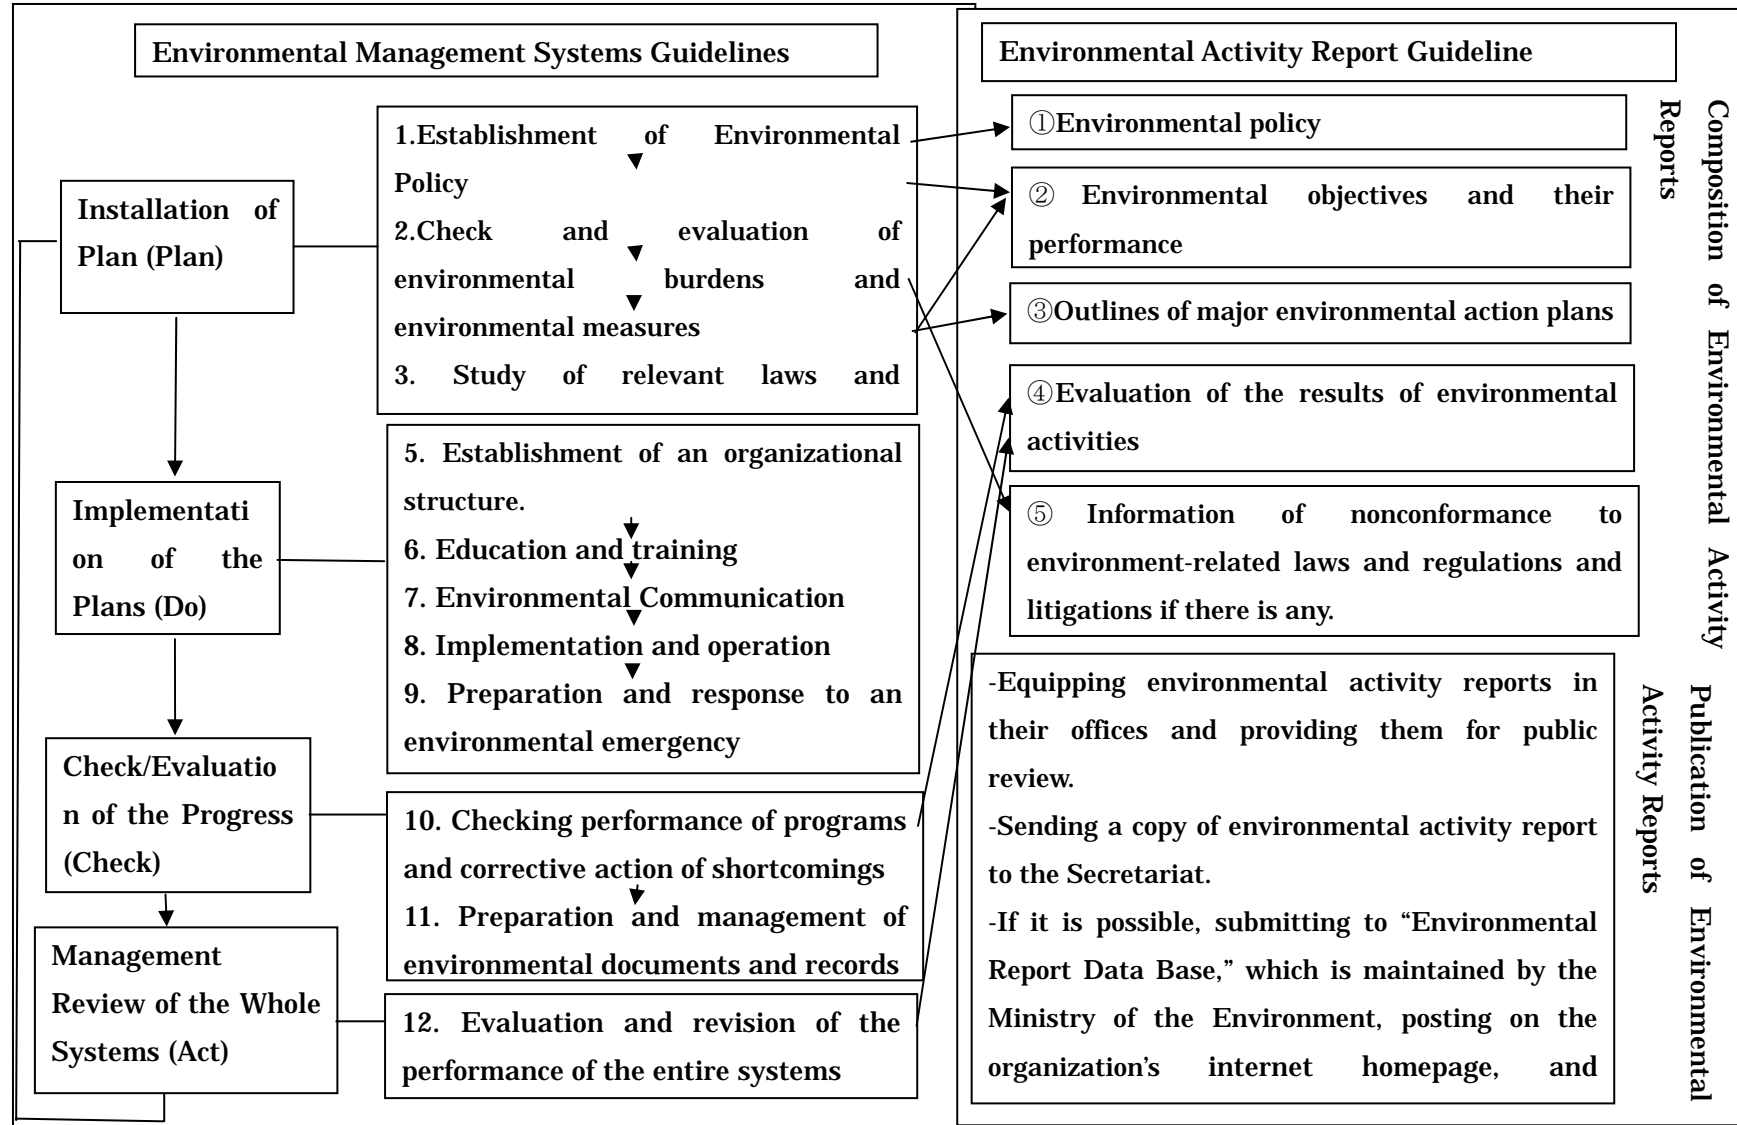 Environmental Management Systems Guidelines
Installation of
Plan (Plan)
1.Establishment of Environmental
Policy
2.Check and evaluation of
environmental burdens and
environmental measures
3. Study of relevant laws and
Implementati
on of the
Plans (Do)
5. Establishment of an organizational
structure.
6. Education and training
7. Environmental Communication
8. Implementation and operation
9. Preparation and response to an
environmental emergency
Check/Evaluatio
n of the Progress
(Check)
10. Checking performance of programs
and corrective action of shortcomings
11. Preparation and management of
environmental documents and records
Management
Review of the Whole
Systems (Act)
12. Evaluation and revision of the
performance of the entire systems
Environmental Activity Report Guideline
①Environmental policy
② Environmental objectives and their
performance
③Outlines of major environmental action plans
④Evaluation of the results of environmental
activities
⑤ Information of nonconformance to
environment-related laws and regulations and
litigations if there is any.
Composition of Environmental Activity
Reports
-Equipping environmental activity reports in
their offices and providing them for public
review.
-Sending a copy of environmental activity report
to the Secretariat.
-If it is possible, submitting to “Environmental
Report Data Base,” which is maintained by the
Ministry of the Environment, posting on the
organization’s internet homepage, and
Publication of Environmental
Activity Reports